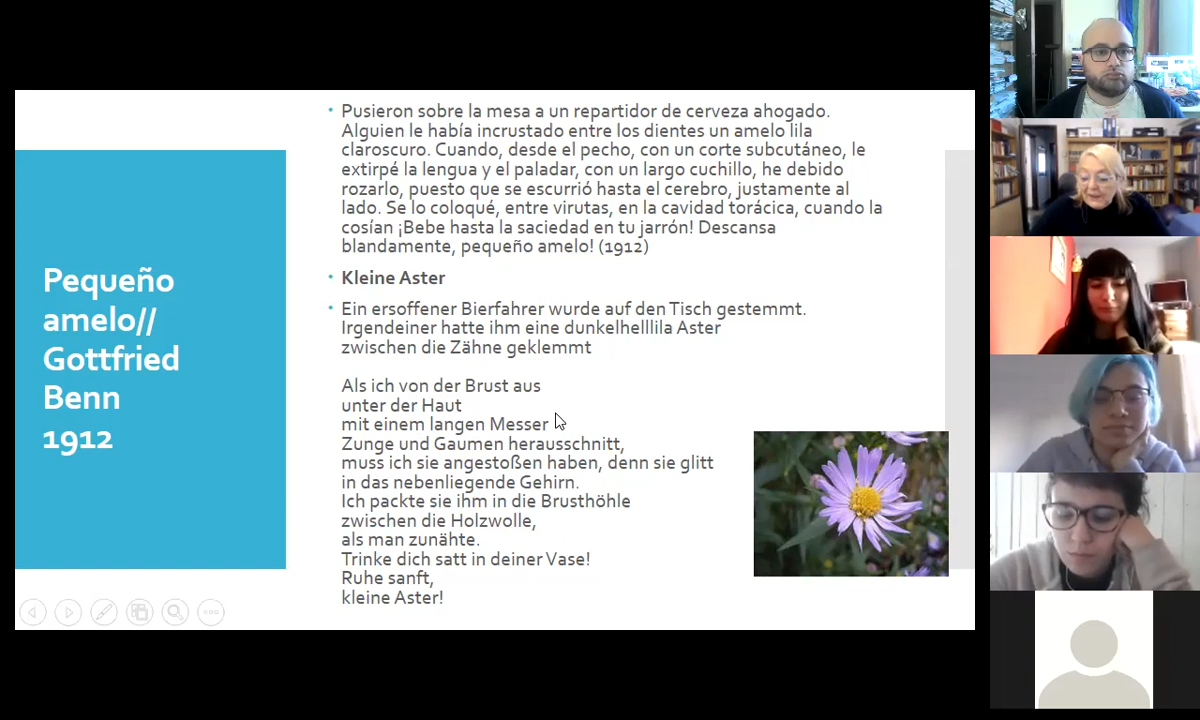 Pequeño
amelo//
Gottfried
Benn
1912
Pusieron sobre la mesa a un repartidor de cerveza ahogado.
Alguien le había incrustado entre los dientes un amelo lila
claroscuro. Cuando, desde el pecho, con un corte subcutáneo, le
extirpé la lengua y el paladar, con un largo cuchillo, he debido
rozarlo, puesto que se escurrió hasta el cerebro, justamente al
lado. Se lo coloqué, entre virutas, en la cavidad torácica, cuando la
cosían ¡Bebe hasta la saciedad en tu jarrón! Descansa
blandamente, pequeño amelo! (1912)
Kleine Aster
Ein ersoffener Bierfahrer wurde auf den Tisch gestemmt.
Irgendeiner hatte ihm eine dunkelhelllila Aster
zwischen die Zähne geklemmt
Als ich von der Brust aus
unter der Haut
mit einem langen Messer
Zunge und Gaumen herausschnitt,
muss ich sie angestoßen haben, denn sie glitt
in das nebenliegende Gehirn.
Ich packte sie ihm in die Brusthöhle
zwischen die Holzwolle,
als man zunähte.
Trinke dich satt in deiner Vase!
Ruhe sanft,
kleine Aster!